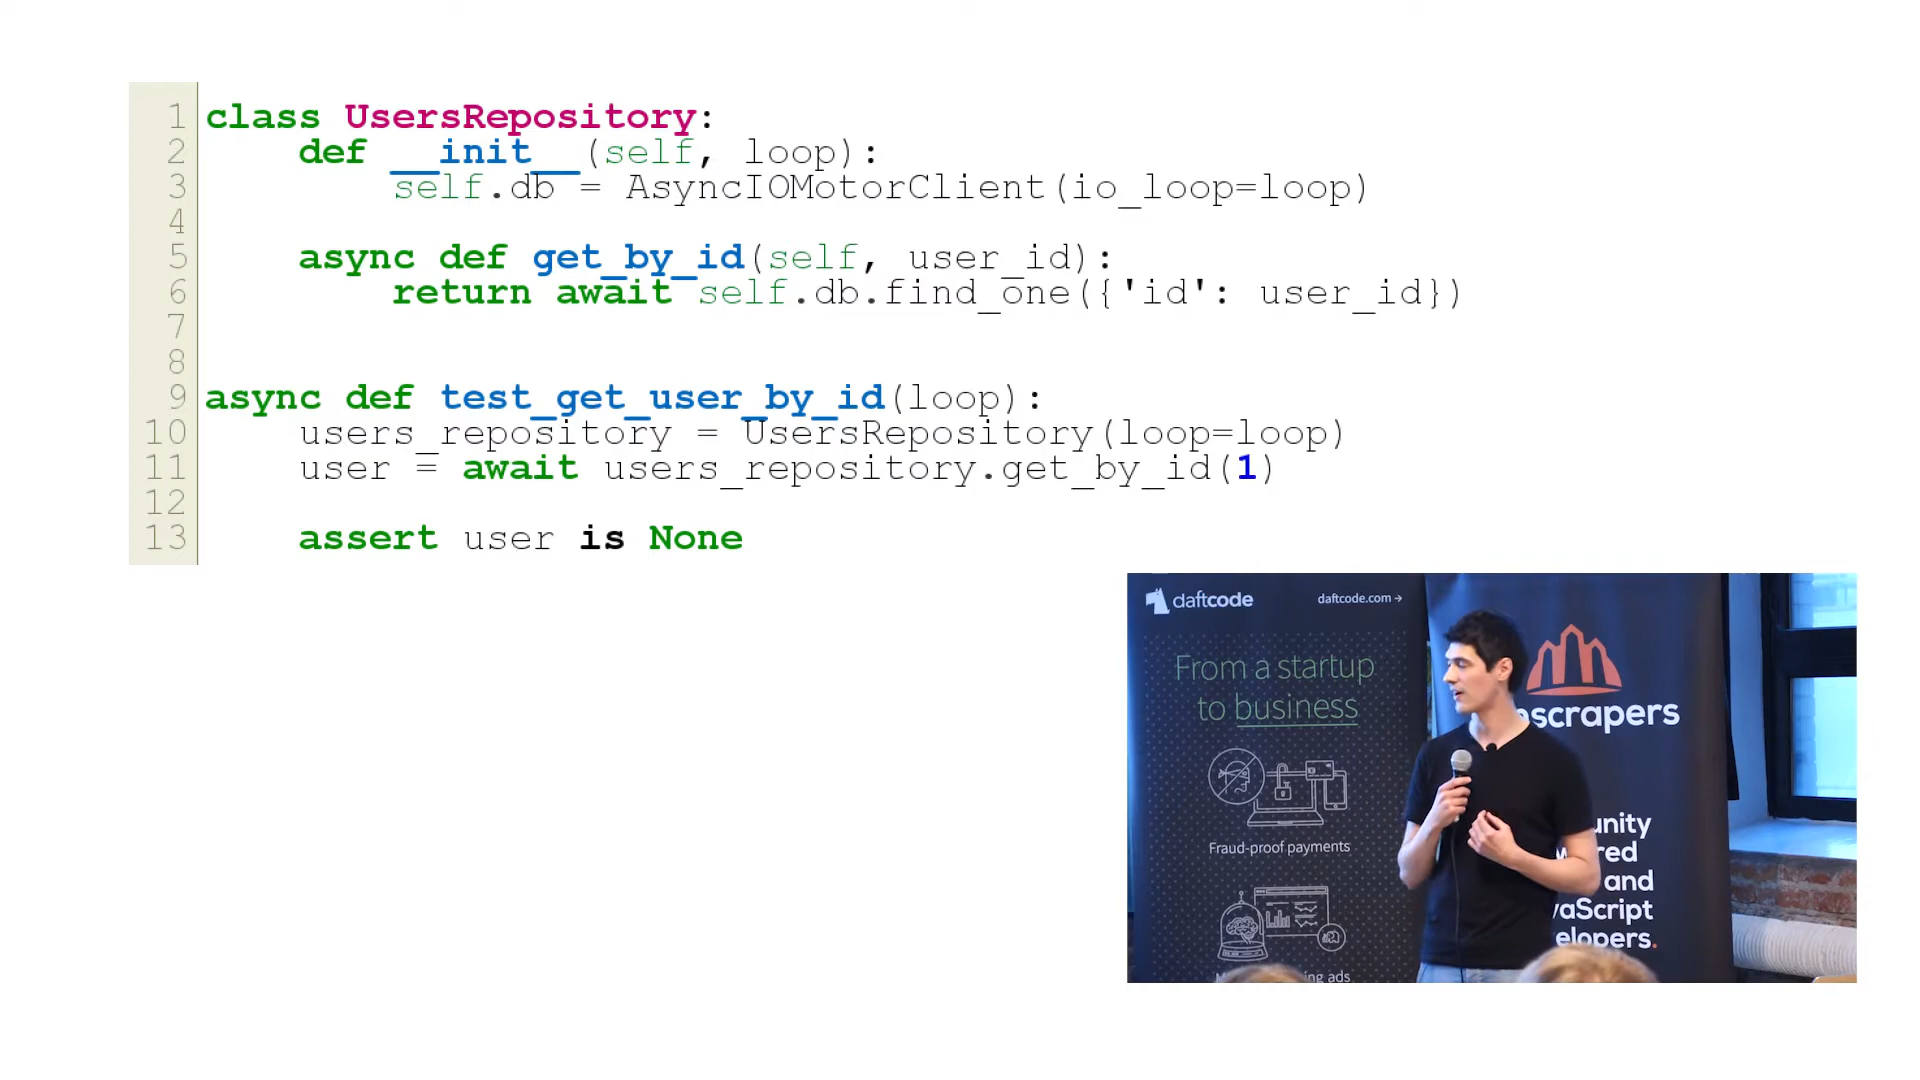 1 class UsersRepository:
2     def __init__(self, loop):
3         self.db = AsyncIOMotorClient(io_loop=loop)
4
5     async def get_by_id(self, user_id):
6         return await self.db.find_one({'id': user_id})
7
8
9 async def test_get_user_by_id(loop):
10     users_repository = UsersRepository(loop=loop)
11     user = await users_repository.get_by_id(1)
12
13     assert user is None
daftcode
daftcode.com →
From a startup
to business
Fraud-proof payments
ing ads
scrapers
unity
red
and
vaScript
elopers.